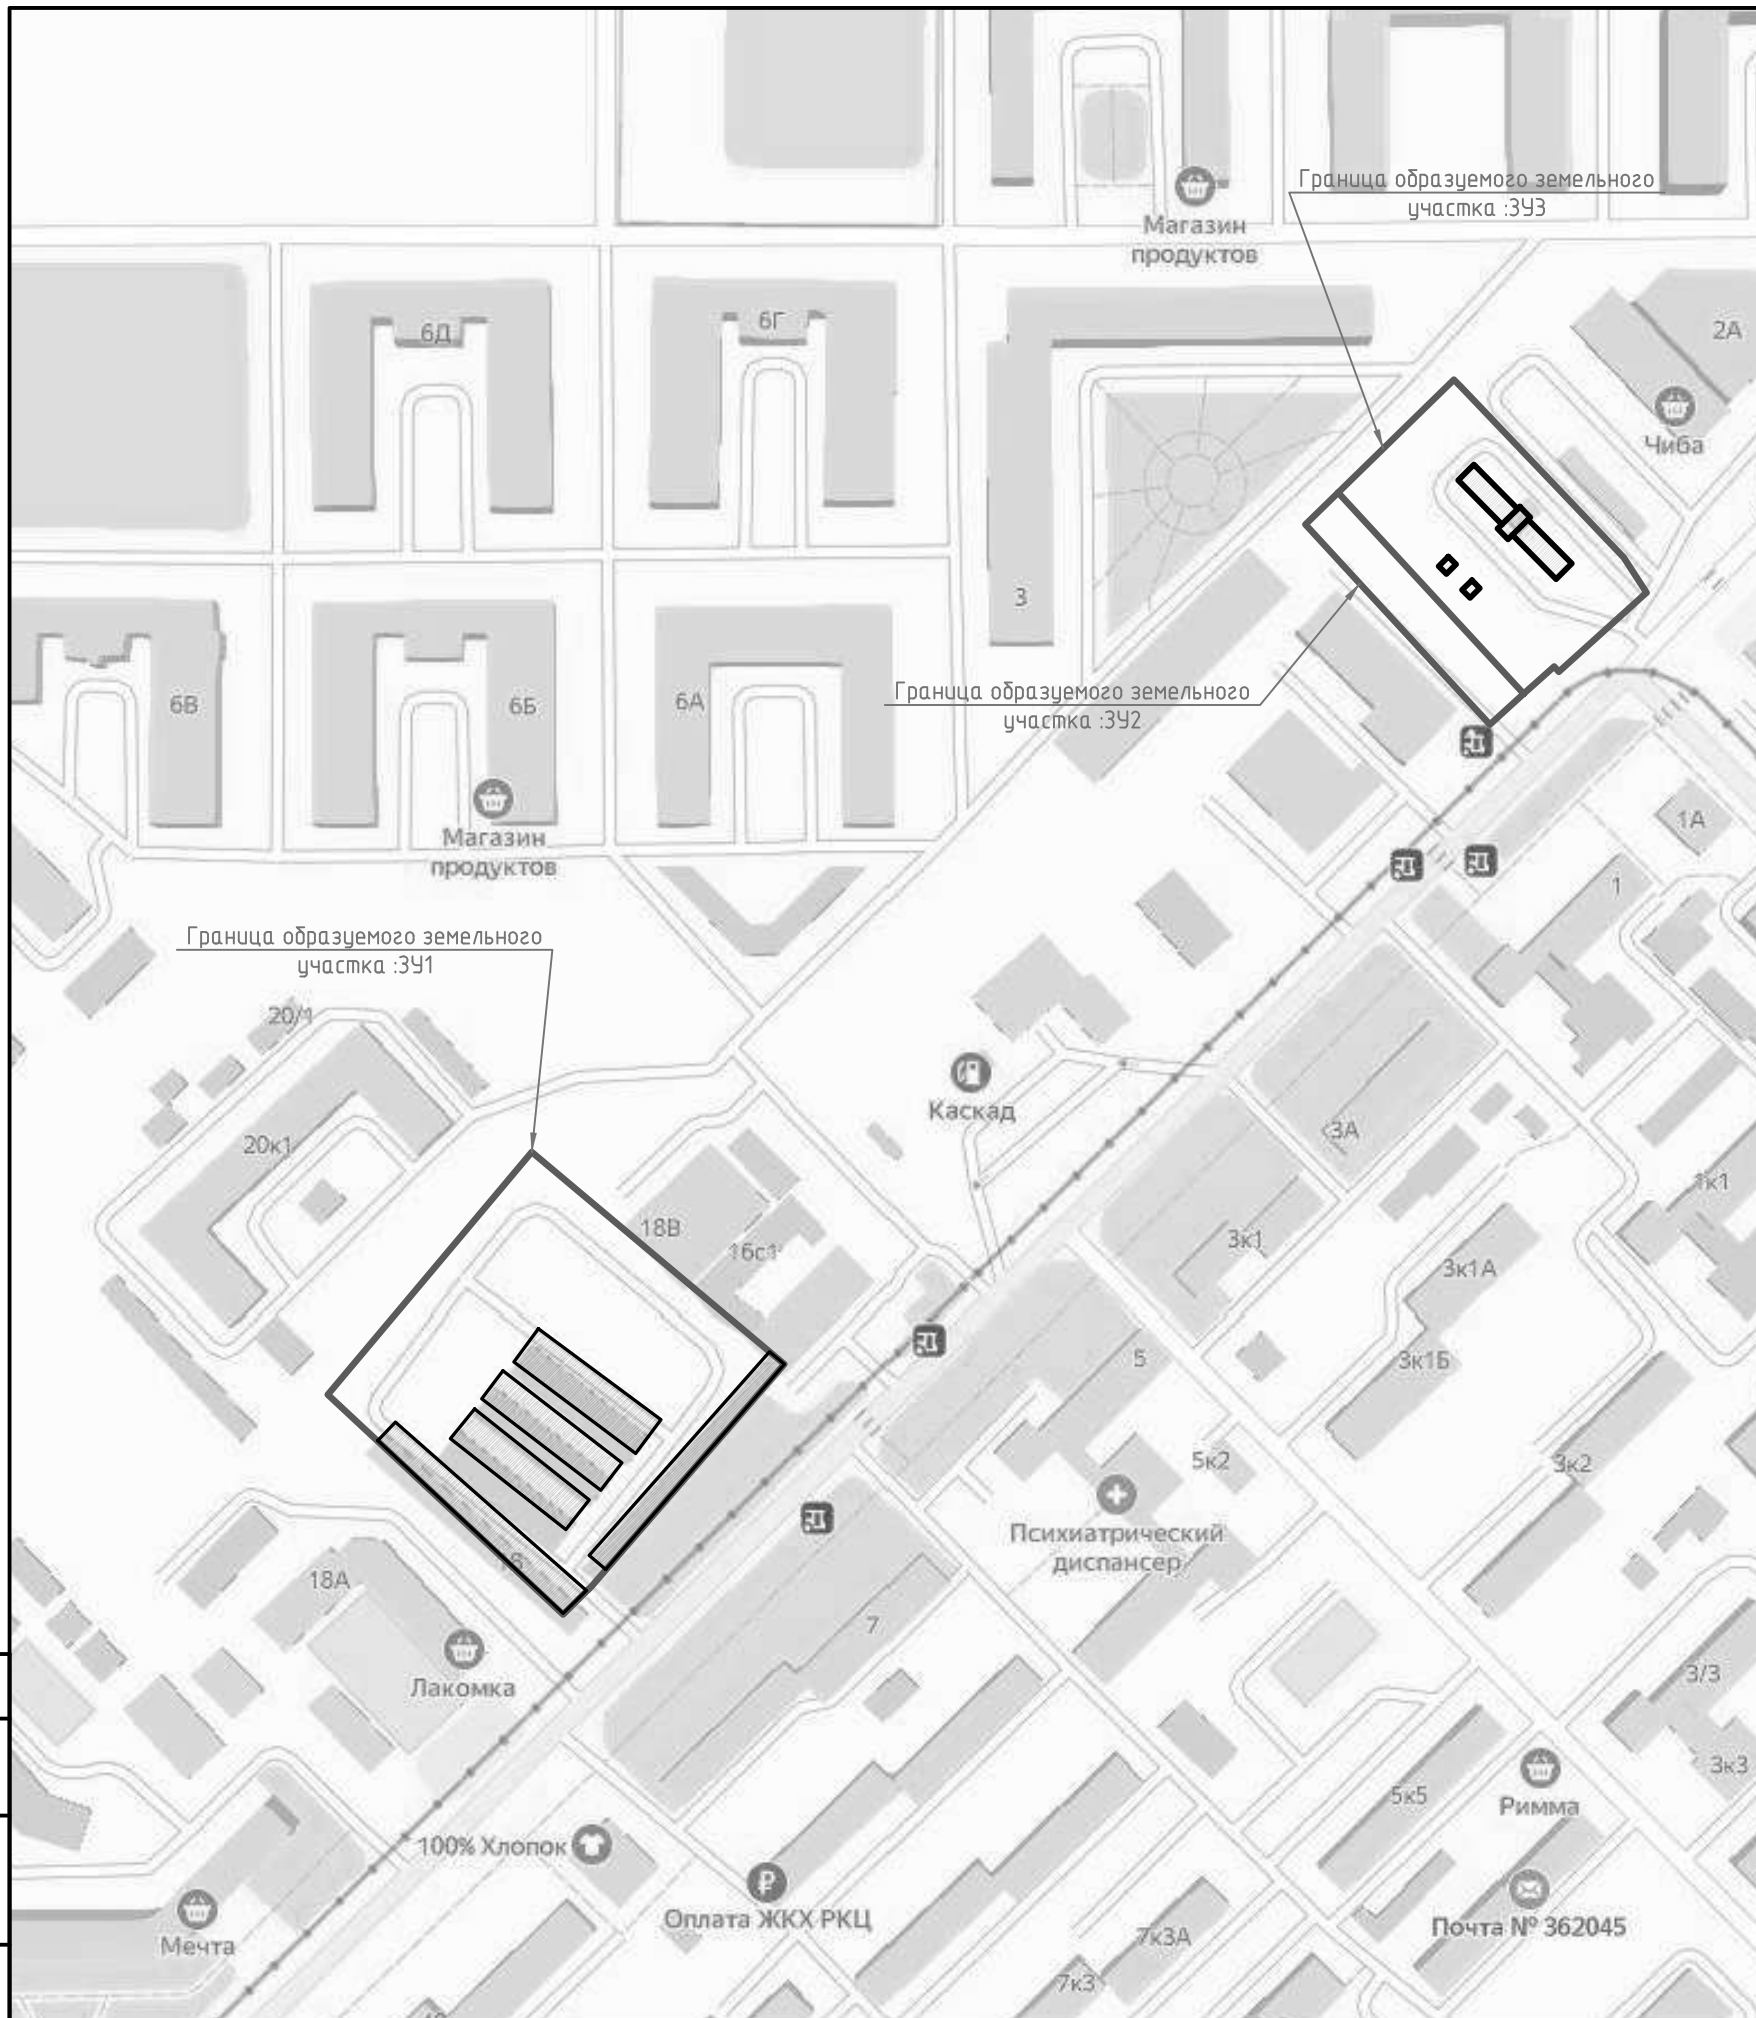 Граница образуемого земельного
участка :ЗУ3
Магазин
продуктов
6Д
6Г
2А
Чиба
3
Граница образуемого земельного
участка :ЗУ2
6В
6Б
6А
1А
Магазин
продуктов
1
Граница образуемого земельного
участка :ЗУ1
20/1
Каскад
20к1
3А
1к1
18В
16с1
3к1
3к1А
5
3к1Б
5к2
3к2
Психиатрический
диспансер
18А
7
Лакомка
3/3
3к3
5к5
Римма
100% Хлопок
Оплата ЖКХ РКЦ
Почта № 362045
Мечта
7к3А
7к3